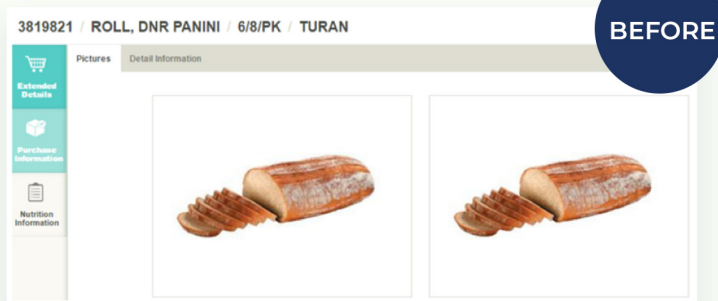 3819821 / ROLL, DNR PANINI / 6/8/PK / TURAN
BEFORE
Pictures Detail Information
Extended
Details
Purchase
Information
Nutrition
Information